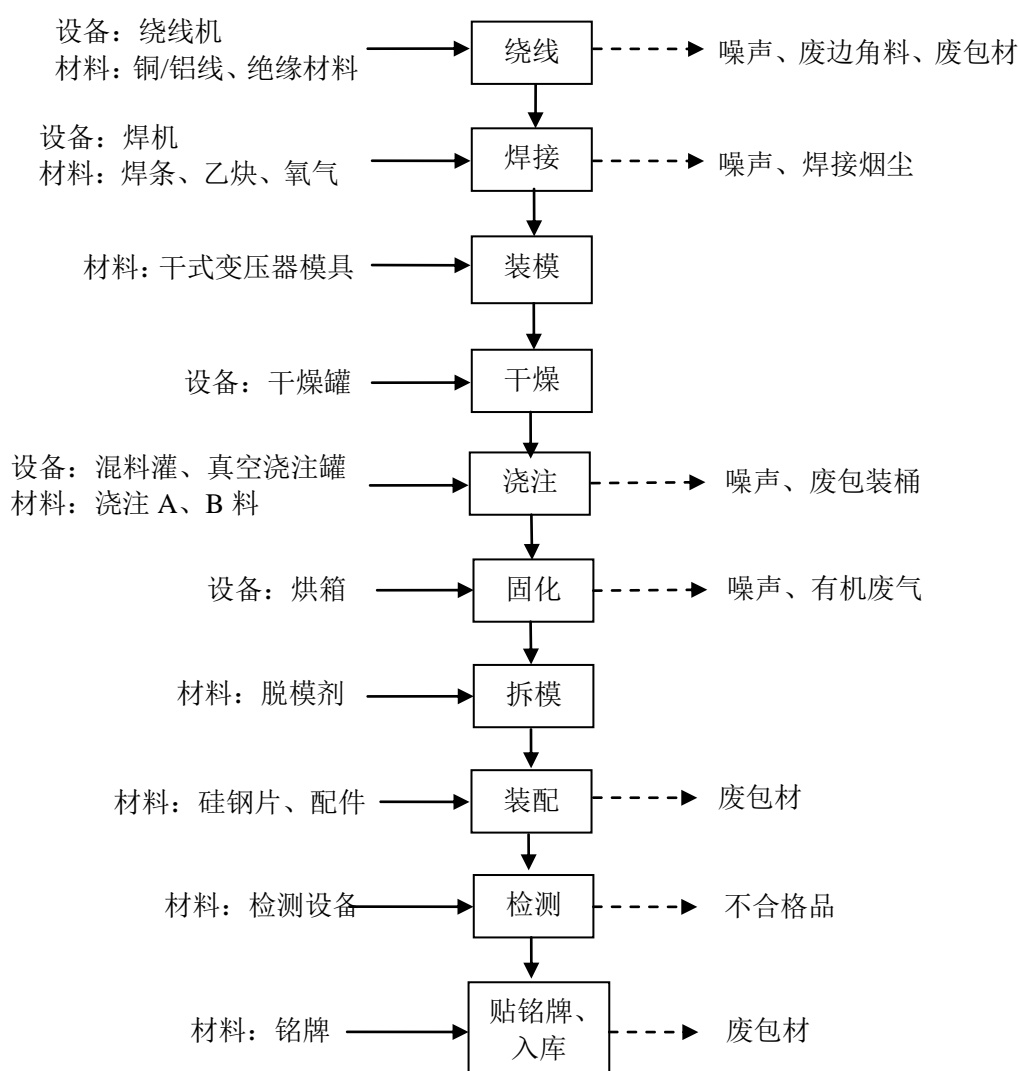 设备：绕线机
材料：铜/铝线、绝缘材料
绕线
噪声、废边角料、废包材
设备：焊机
材料：焊条、乙炔、氧气
焊接
噪声、焊接烟尘
材料：干式变压器模具
装模
设备：干燥罐
干燥
设备：混料灌、真空浇注罐
材料：浇注 A、B 料
浇注
噪声、废包装桶
设备：烘箱
固化
噪声、有机废气
材料：脱模剂
拆模
材料：硅钢片、配件
装配
废包材
材料：检测设备
检测
不合格品
材料：铭牌
贴铭牌、
入库
废包材